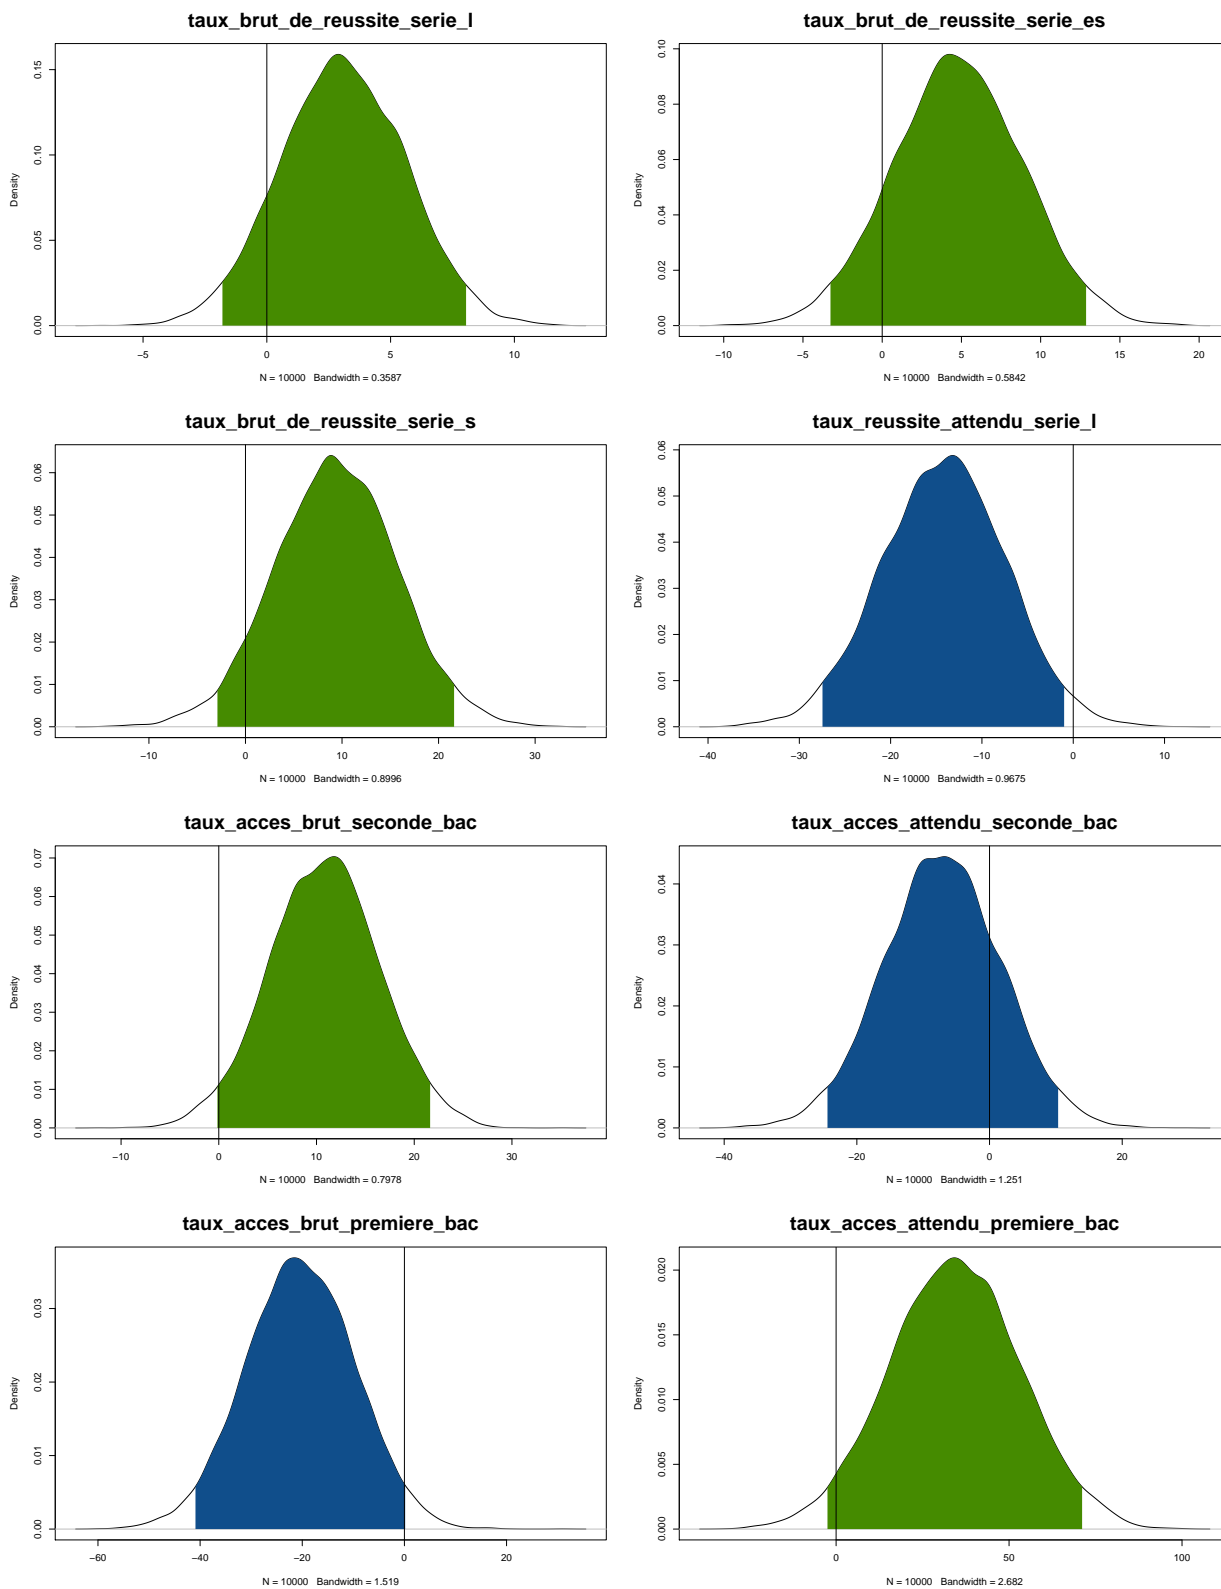 taux_brut_de_reussite_serie_l
Density
0.00 0.05 0.10 0.15
−5 0 5 10
N = 10000 Bandwidth = 0.3587
taux_brut_de_reussite_serie_es
Density
0.00 0.02 0.04 0.06 0.08 0.10
−10 −5 0 5 10 15 20
N = 10000 Bandwidth = 0.5842
taux_brut_de_reussite_serie_s
Density
0.00 0.01 0.02 0.03 0.04 0.05 0.06
−10 0 10 20 30
N = 10000 Bandwidth = 0.8996
taux_reussite_attendu_serie_l
Density
0.00 0.01 0.02 0.03 0.04 0.05 0.06
−40 −30 −20 −10 0 10
N = 10000 Bandwidth = 0.9675
taux_acces_brut_seconde_bac
Density
0.00 0.01 0.02 0.03 0.04 0.05 0.06 0.07
−10 0 10 20 30
N = 10000 Bandwidth = 0.7978
taux_acces_attendu_seconde_bac
Density
0.00 0.01 0.02 0.03 0.04
−40 −20 0 20
N = 10000 Bandwidth = 1.251
taux_acces_brut_premiere_bac
Density
0.00 0.01 0.02 0.03
−60 −40 −20 0 20
N = 10000 Bandwidth = 1.519
taux_acces_attendu_premiere_bac
Density
0.000 0.005 0.010 0.015 0.020
0 50 100
N = 10000 Bandwidth = 2.682